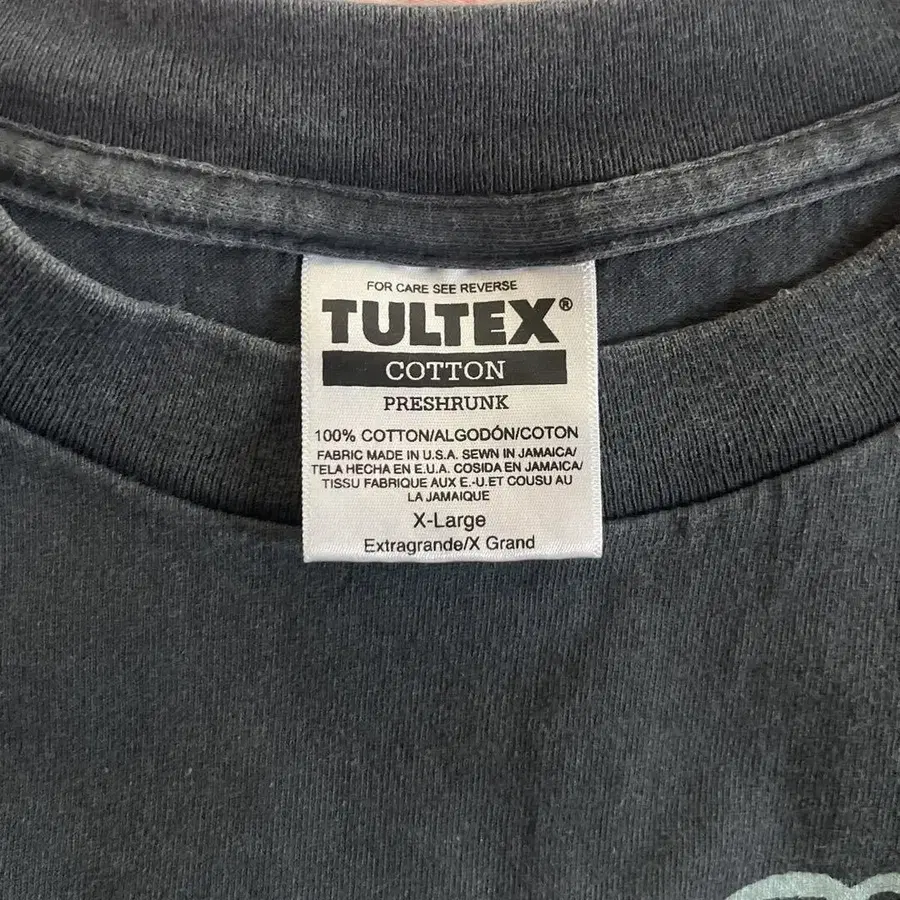 FOR CARE SEE REVERSE
TULTEX®
COTTON
PRESHRUNK
100% COTTON/ALGODÓN/COTON
FABRIC MADE IN U.S.A. SEWN IN JAMAICA/
TELA HECHA EN E.U.A. COSIDA EN JAMAICA/
TISSU FABRIQUE AUX E.-U.ET COUSU AU
LA JAMAIQUE
X-Large
Extragrande/X Grand